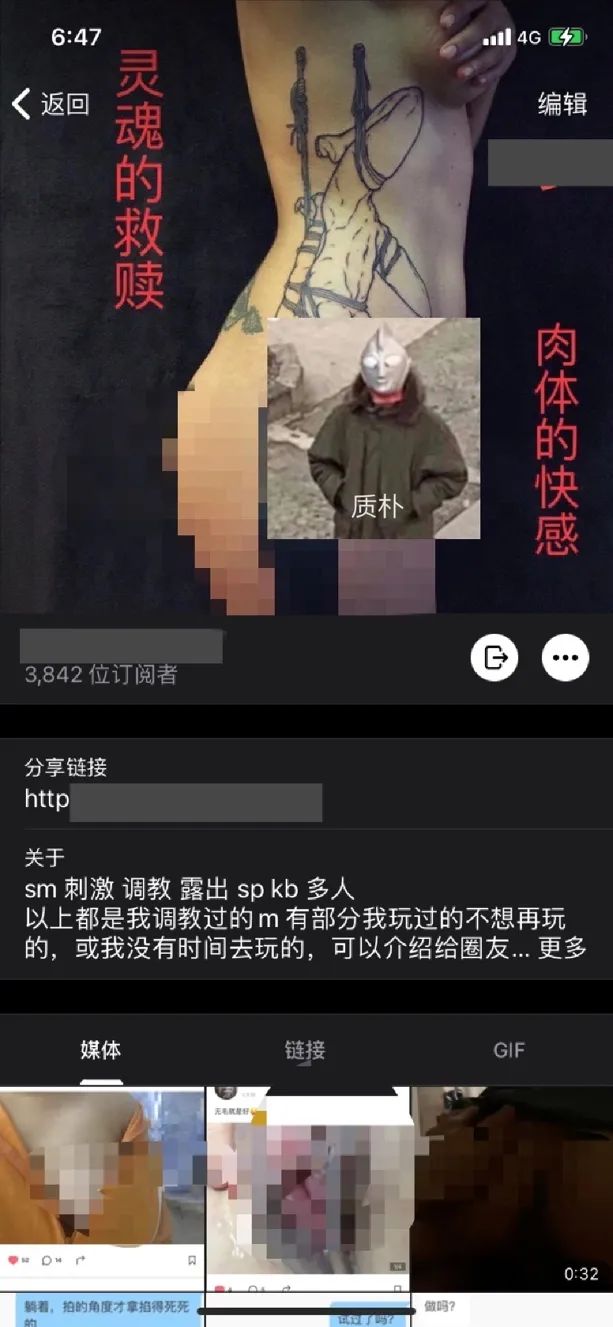 6:47
4G
返回
编辑
灵魂的救赎
肉体的快感
质朴
3,842 位订阅者
分享链接
http
关于
sm 刺激 调教 露出 sp kb 多人
以上都是我调教过的m 有部分我玩过的不想再玩
的，或我没有时间去玩的，可以介绍给圈友... 更多
媒体
链接
GIF
无毛就是好
0:32
躺着，拍的角度才拿掐得死死
的
试过了吗?
做吗?